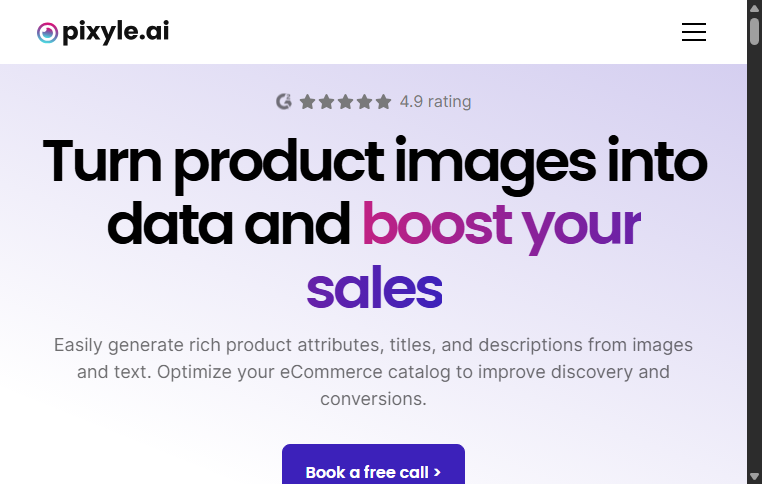 pixyle.ai
4.9 rating
Turn product images into
data and boost your
sales
Easily generate rich product attributes, titles, and descriptions from images
and text. Optimize your eCommerce catalog to improve discovery and
conversions.
Book a free call >